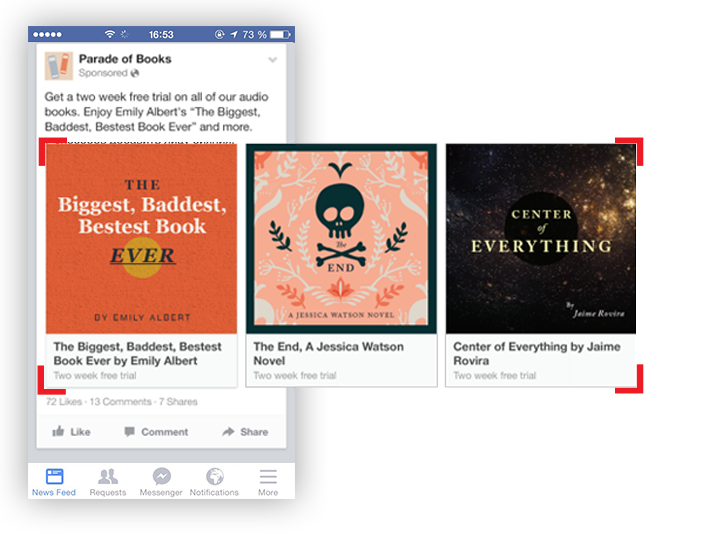 16:53
73 %
Parade of Books
Sponsored
Get a two week free trial on all of our audio
books. Enjoy Emily Albert's "The Biggest,
Baddest, Bestest Book Ever" and more.
THE
Biggest, Baddest,
Bestest Book
EVER
BY EMILY ALBERT
The Biggest, Baddest, Bestest
Book Ever by Emily Albert
Two week free trial
The
END
A JESSICA WATSON NOVEL
The End, A Jessica Watson
Novel
Two week free trial
CENTER
of
EVERYTHING
by
Jaime Rovira
Center of Everything by Jaime
Rovira
Two week free trial
72 Likes · 13 Comments · 7 Shares
Like Comment Share
News Feed Requests Messenger Notifications More